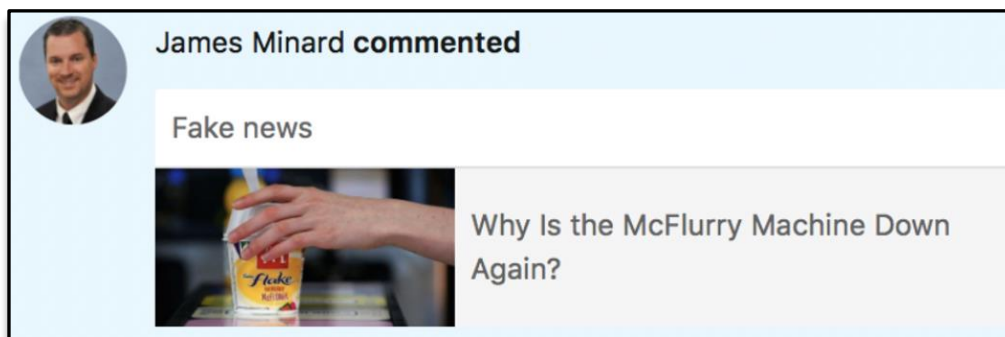 James Minard commented
Fake news
Why Is the McFlurry Machine Down
Again?
Flake